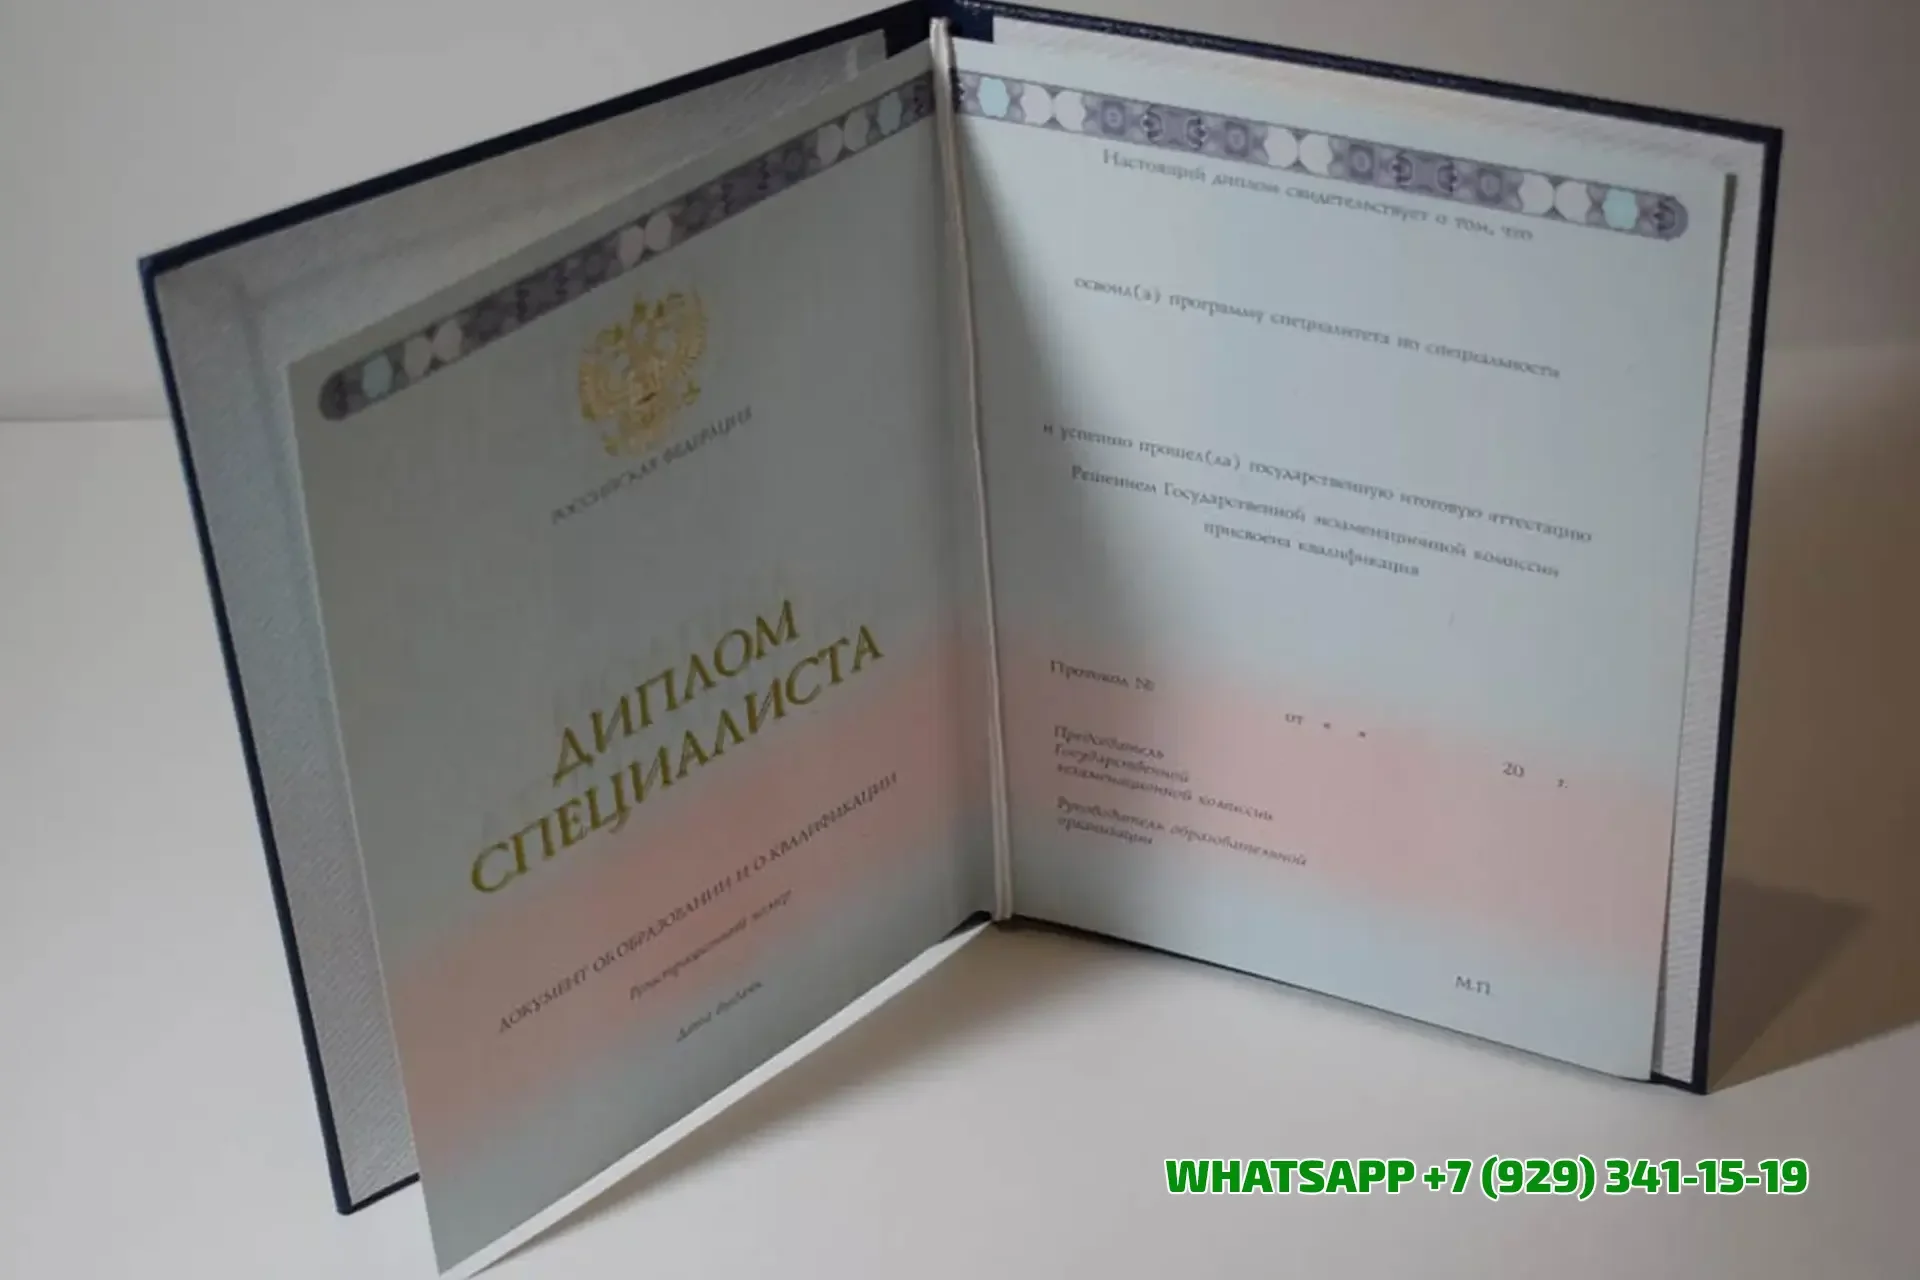 РОССИЙСКАЯ ФЕДЕРАЦИЯ
ДИПЛОМ
СПЕЦИАЛИСТА
ДОКУМЕНТ ОБ ОБРАЗОВАНИИ И О КВАЛИФИКАЦИИ
Регистрационный номер
Дата выдачи
Настоящий диплом свидетельствует о том, что
освоил(а) программу специалитета по специальности
и успешно прошел(ла) государственную итоговую аттестацию
Решением Государственной экзаменационной комиссии
присвоена квалификация
Протокол №
от « » 20 г.
Председатель
Государственной
экзаменационной комиссии
Руководитель образовательной
организации
М.П.
WHATSAPP +7 (929) 341-15-19